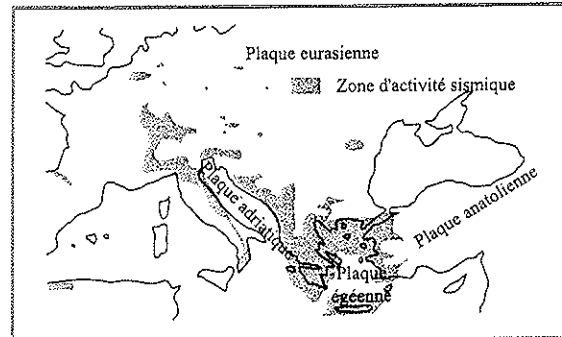 Plaque eurasienne
Zone d'activité sismique
Plaque adriatique
Plaque anatolienne
Plaque
égéenne